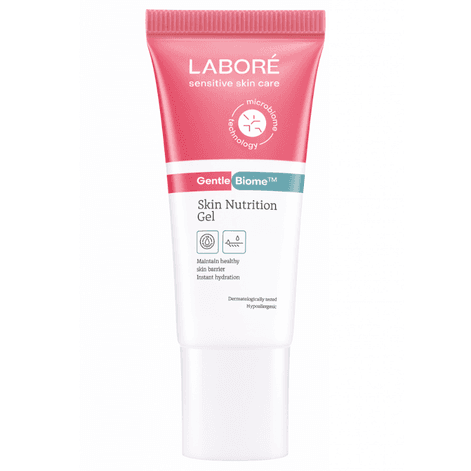 LABORÉ
sensitive skin care
microbiome
technology
Gentle Biome™
Skin Nutrition
Gel
Maintain healthy
skin barrier
Instant hydration
Dermatologically tested
Hypoallergenic